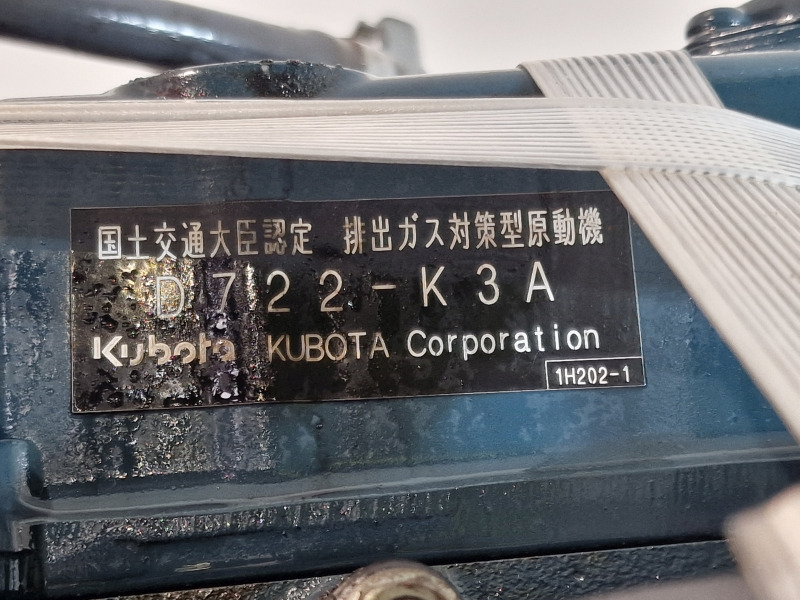 国土交通大臣認定 排出ガス対策型原動機
D722-K3A
Kubota KUBOTA Corporation
1H202-1